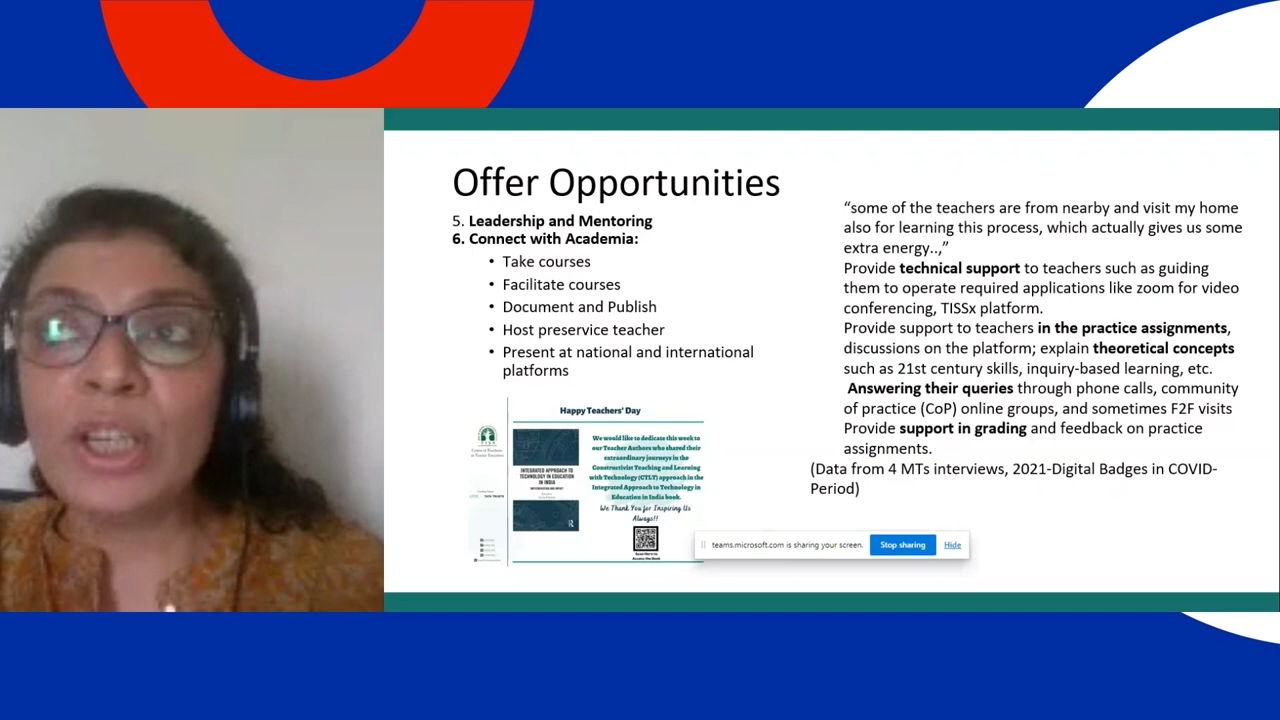 Offer Opportunities
5. Leadership and Mentoring
6. Connect with Academia:
• Take courses
• Facilitate courses
• Document and Publish
• Host preservice teacher
• Present at national and international
platforms
Happy Teachers' Day
INTEGRATED APPROACH TO
TECHNOLOGY IN EDUCATION
IN INDIA
We would like to dedicate this week to
our Teacher Authors who shared their
extraordinary journeys in the
Constructivist Teaching and Learning
with Technology (CTLT) approach in the
Integrated Approach to Technology in
Education in India book.
We Thank You for Inspiring Us
Always!!
“some of the teachers are from nearby and visit my home
also for learning this process, which actually gives us some
extra energy..,”
Provide technical support to teachers such as guiding
them to operate required applications like zoom for video
conferencing, TISSx platform.
Provide support to teachers in the practice assignments,
discussions on the platform; explain theoretical concepts
such as 21st century skills, inquiry-based learning, etc.
Answering their queries through phone calls, community
of practice (CoP) online groups, and sometimes F2F visits
Provide support in grading and feedback on practice
assignments.
(Data from 4 MTs interviews, 2021-Digital Badges in COVID-
Period)
teams.microsoft.com is sharing your screen. Stop sharing Hide